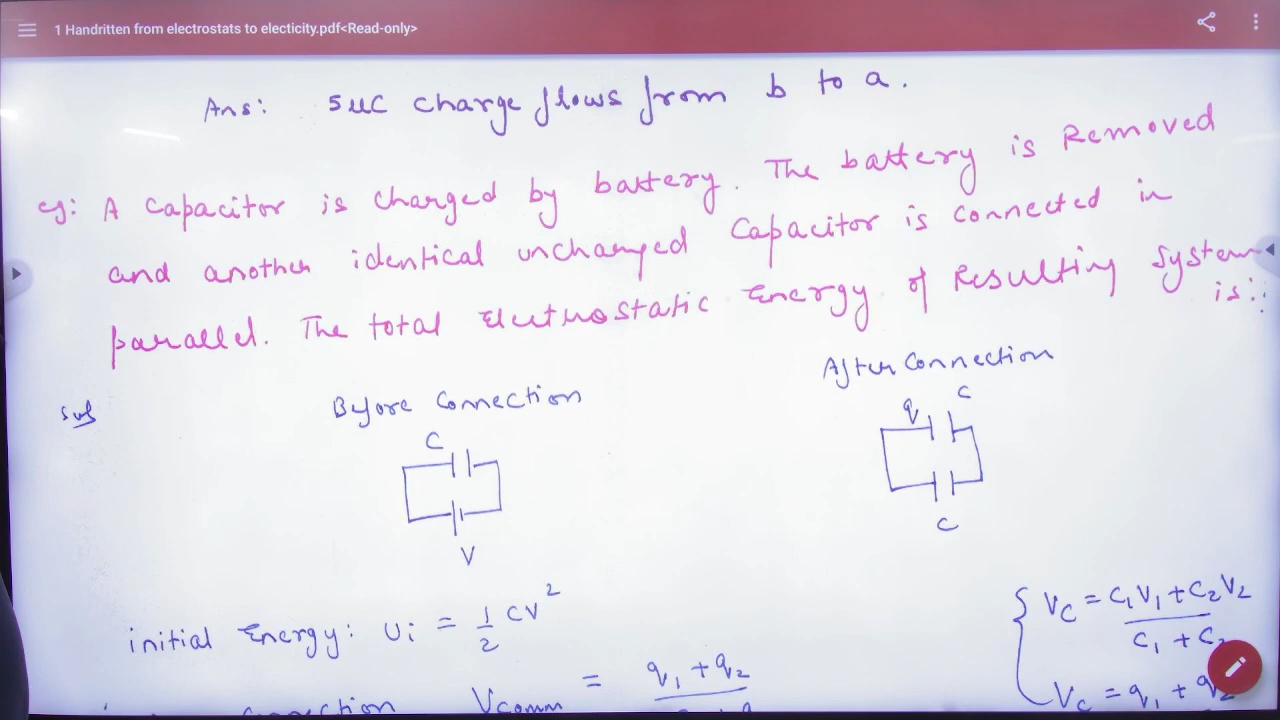 1 Handritten from electrostats to electicity.pdf<Read-only>
Ans: 5uc charge flows from b to a.
eg: A Capacitor is charged by battery. The battery is Removed
and another identical uncharged Capacitor is connected in
parallel. The total Electrostatic Energy of Resulting System
is:
Sol Before Connection After Connection
C q C
V C
initial Energy: Ui = 1/2 CV²
Vc = C₁V₁+C₂V₂ / C₁ + C₂
Vcomm = q₁ + q₂
Vc = q₁ + q₂